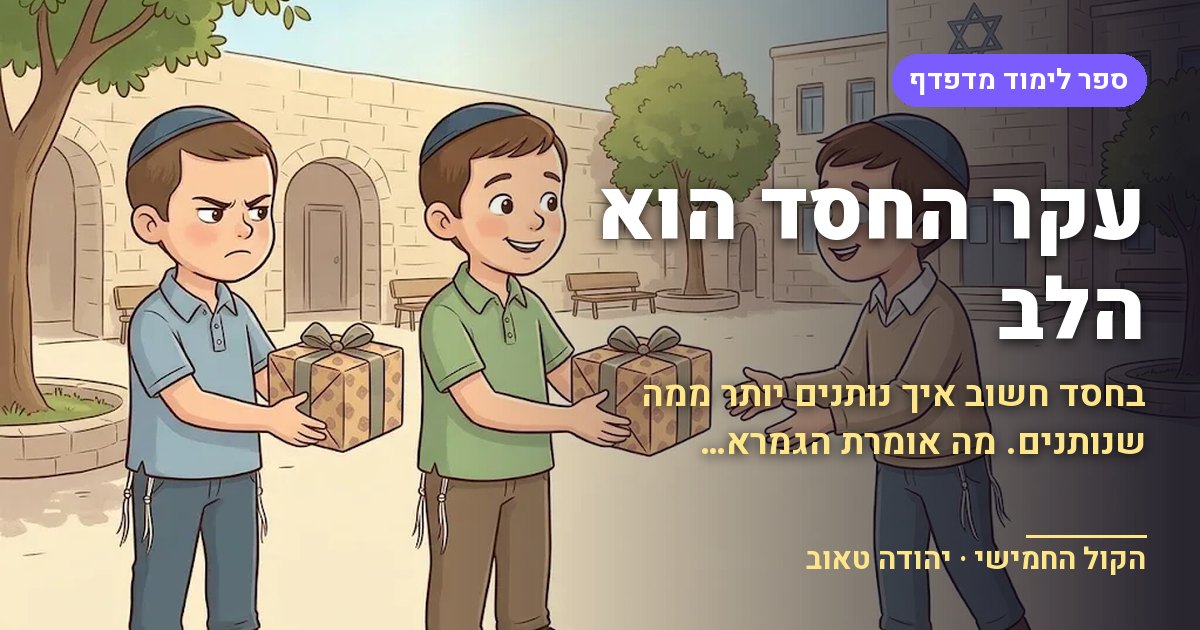 ספר לימוד מדפדף
עקר החסד הוא
הלב
בחסד חשוב איך נותנים יותר ממה
שנותנים. מה אומרת הגמרא...
הקול החמישי · יהודה טאוב